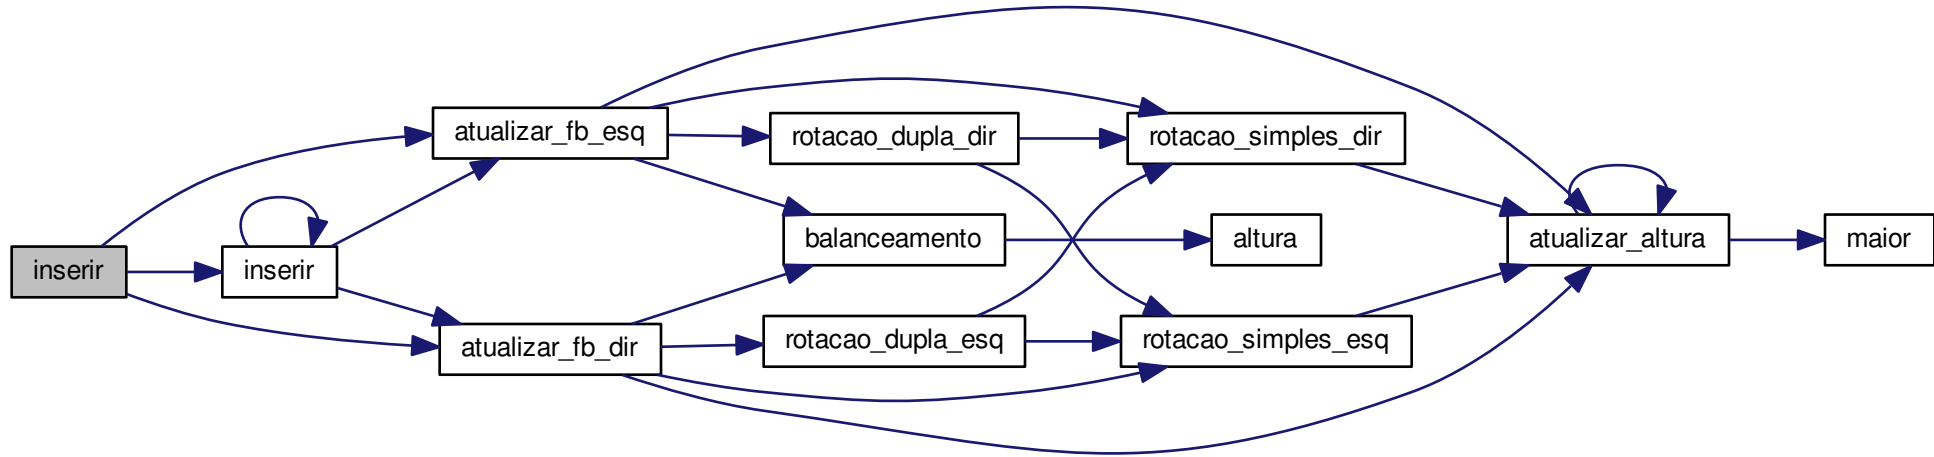 inserir
inserir
atualizar_fb_esq
atualizar_fb_dir
rotacao_dupla_dir
balanceamento
rotacao_dupla_esq
rotacao_simples_dir
altura
rotacao_simples_esq
atualizar_altura
maior